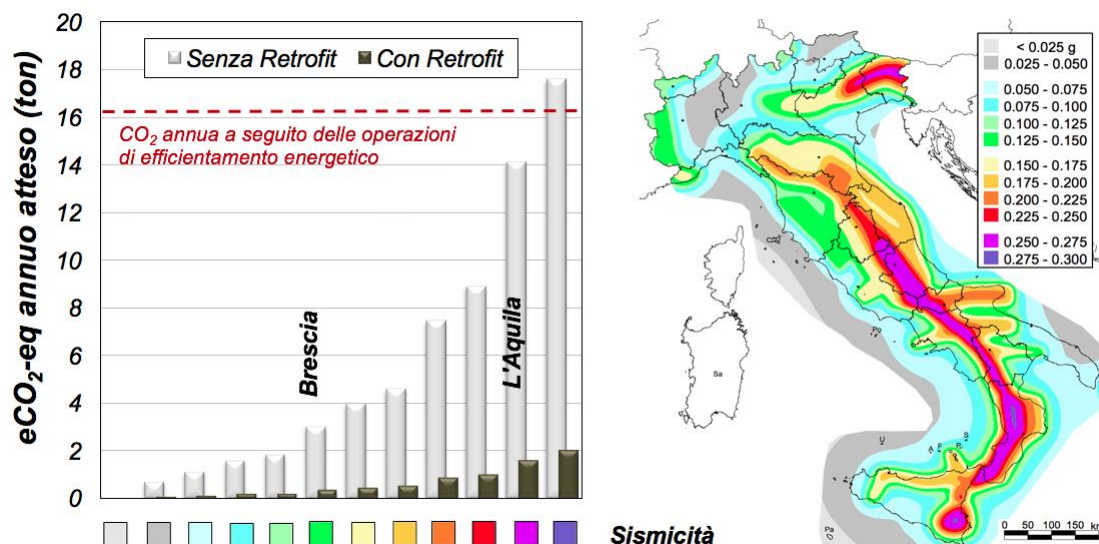 eCO₂-eq annuo atteso (ton)
20
18
16
14
12
10
8
6
4
2
0
Senza Retrofit
Con Retrofit
CO₂ annua a seguito delle operazioni
di efficientamento energetico
Brescia
L'Aquila
Sismicità
< 0.025 g
0.025 - 0.050
0.050 - 0.075
0.075 - 0.100
0.100 - 0.125
0.125 - 0.150
0.150 - 0.175
0.175 - 0.200
0.200 - 0.225
0.225 - 0.250
0.250 - 0.275
0.275 - 0.300
Sa
Po
U
A
F
P
S
Pa
0 50 100 150 km